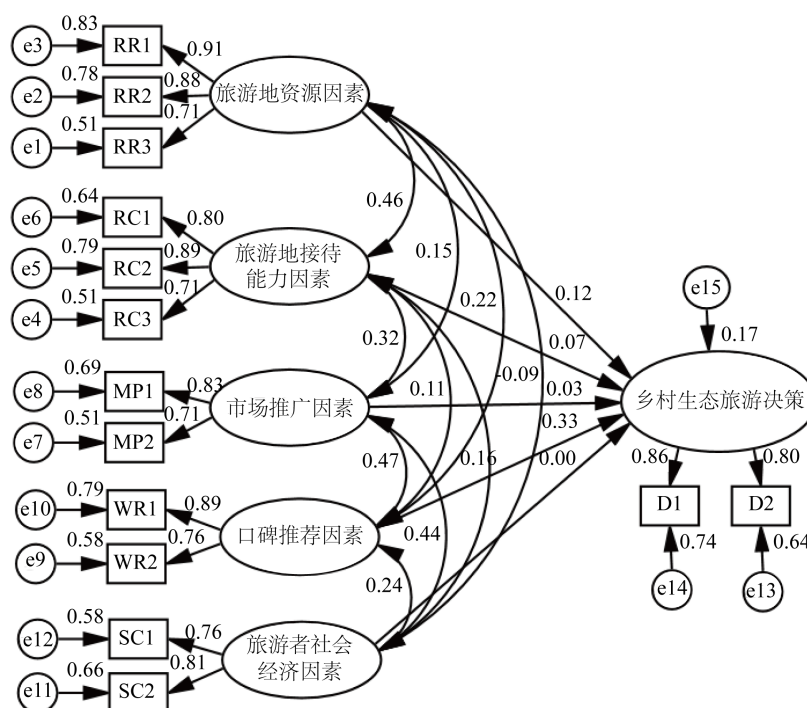 0.83
e3
RR1
0.91
0.78
e2
RR2
0.88
旅游地资源因素
0.51
0.71
e1
RR3
0.64
e6
RC1
0.80
0.46
0.15
0.79
e5
RC2
0.89
旅游地接待
能力因素
0.51
0.71
e4
RC3
0.22
0.12
e15
0.32
0.07
0.17
0.69
e8
MP1
0.83
市场推广因素
0.11
-0.09
0.03
乡村生态旅游决策
0.51
0.71
e7
MP2
0.33
0.47
0.16
0.00
0.86
0.80
0.79
e10
WR1
0.89
口碑推荐因素
0.44
D1
D2
0.58
0.76
e9
WR2
0.74
0.64
0.24
e14
e13
0.58
e12
SC1
0.76
旅游者社会
经济因素
0.66
0.81
e11
SC2